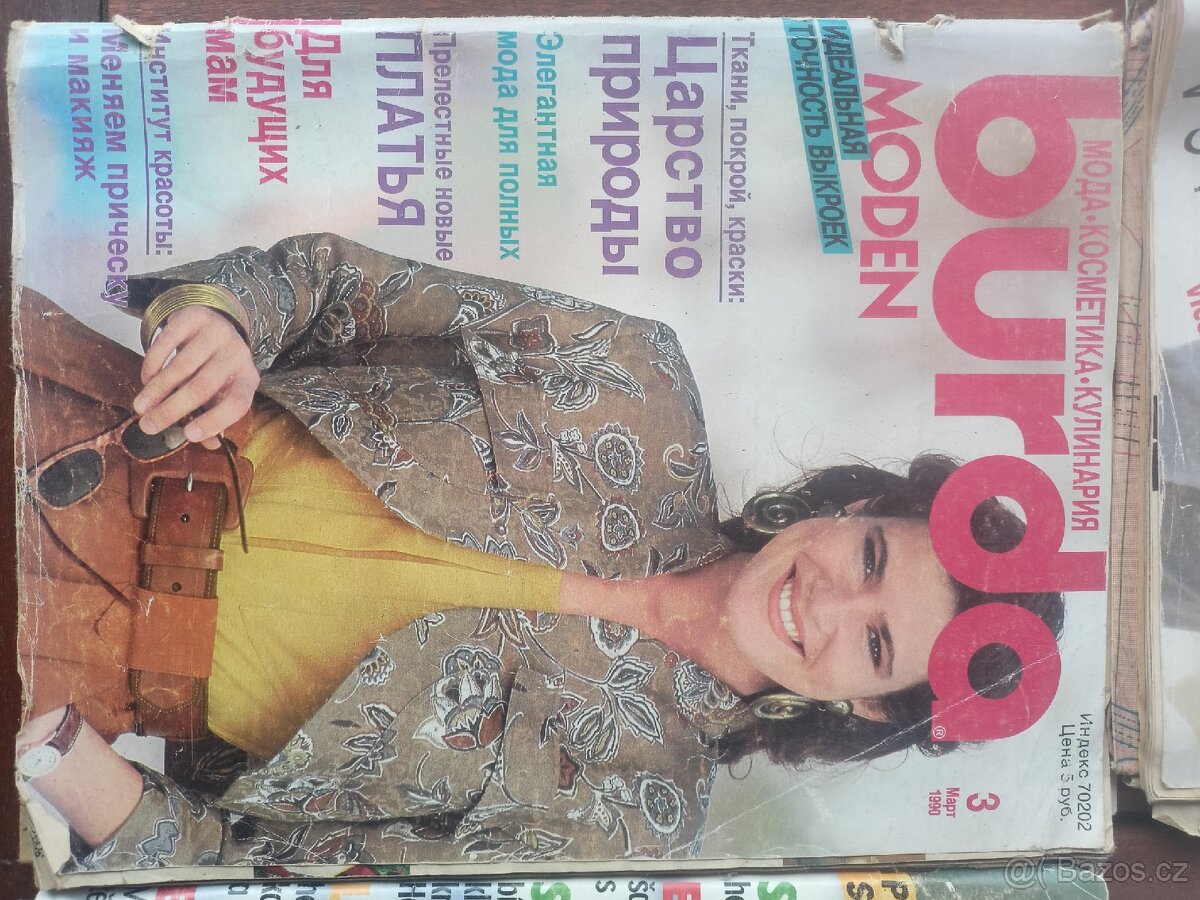 МОДА•КОСМЕТИКА•КУЛИНАРИЯ
burda®
MODEN
Индекс 70202
Цена 5 руб.
3
Март
1990
ИДЕАЛЬНАЯ
ТОЧНОСТЬ ВЫКРОЕК
Ткани, покрой, краски:
Царство
природы
Элегантная
мода для полных
Прелестные новые
ПЛАТЬЯ
Для
будущих
мам
Институт красоты:
Меняем прическу
и макияж
Bazos.cz